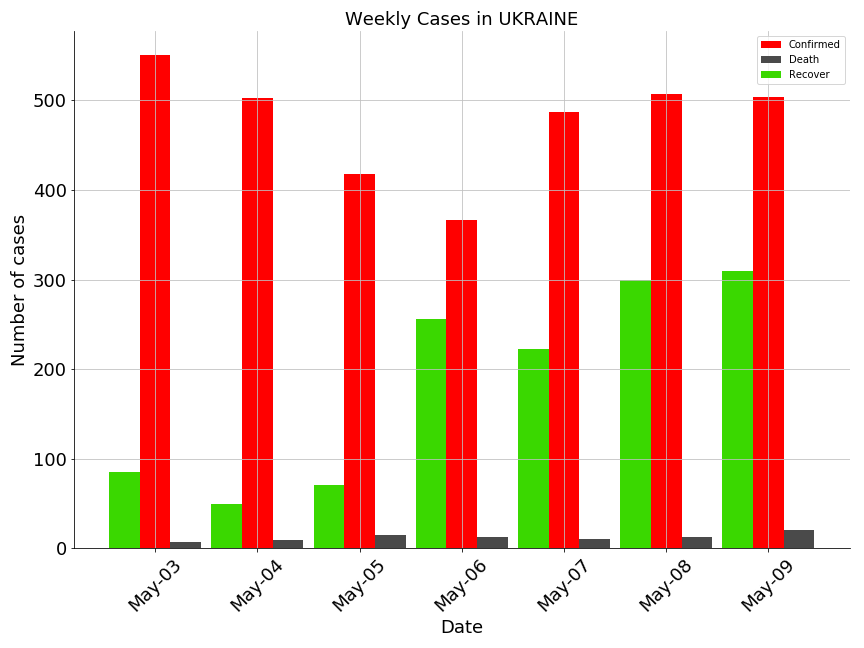 Weekly Cases in UKRAINE
Confirmed
Death
Recover
500
400
300
200
100
0
Number of cases
May-03
May-04
May-05
May-06
May-07
May-08
May-09
Date